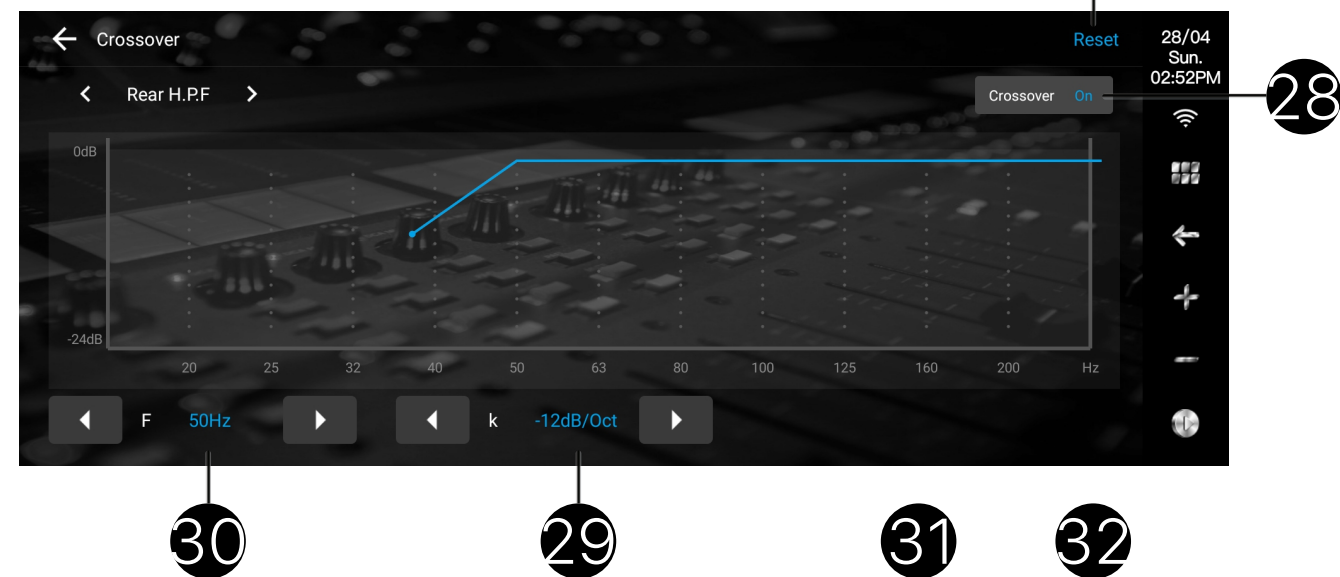 Crossover
Reset
28/04
Sun.
02:52PM
Rear H.P.F
Crossover On
28
0dB
-24dB
20 25 32 40 50 63 80 100 125 160 200 Hz
F 50Hz k -12dB/Oct
30 29 31 32